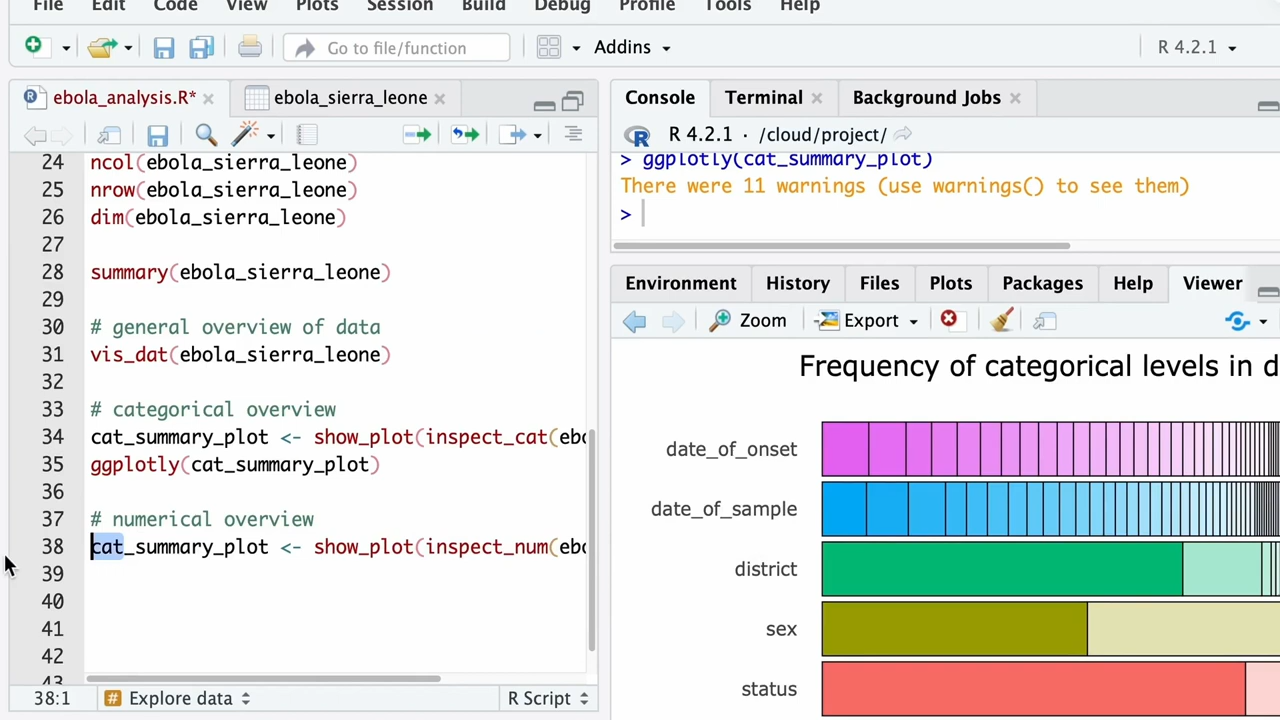 File Edit Code View Plots Session Build Debug Profile Tools Help
Go to file/function
Addins
R 4.2.1
ebola_analysis.R*
ebola_sierra_leone
24 ncol(ebola_sierra_leone)
25 nrow(ebola_sierra_leone)
26 dim(ebola_sierra_leone)
27
28 summary(ebola_sierra_leone)
29
30 # general overview of data
31 vis_dat(ebola_sierra_leone)
32
33 # categorical overview
34 cat_summary_plot <- show_plot(inspect_cat(ebo
35 ggplotly(cat_summary_plot)
36
37 # numerical overview
38 cat_summary_plot <- show_plot(inspect_num(ebo
39
40
41
42
43
38:1 # Explore data R Script
Console Terminal Background Jobs
R 4.2.1 · /cloud/project/
> ggplotly(cat_summary_plot)
There were 11 warnings (use warnings() to see them)
>
Environment History Files Plots Packages Help Viewer
Zoom Export
Frequency of categorical levels in d
date_of_onset
date_of_sample
district
sex
status